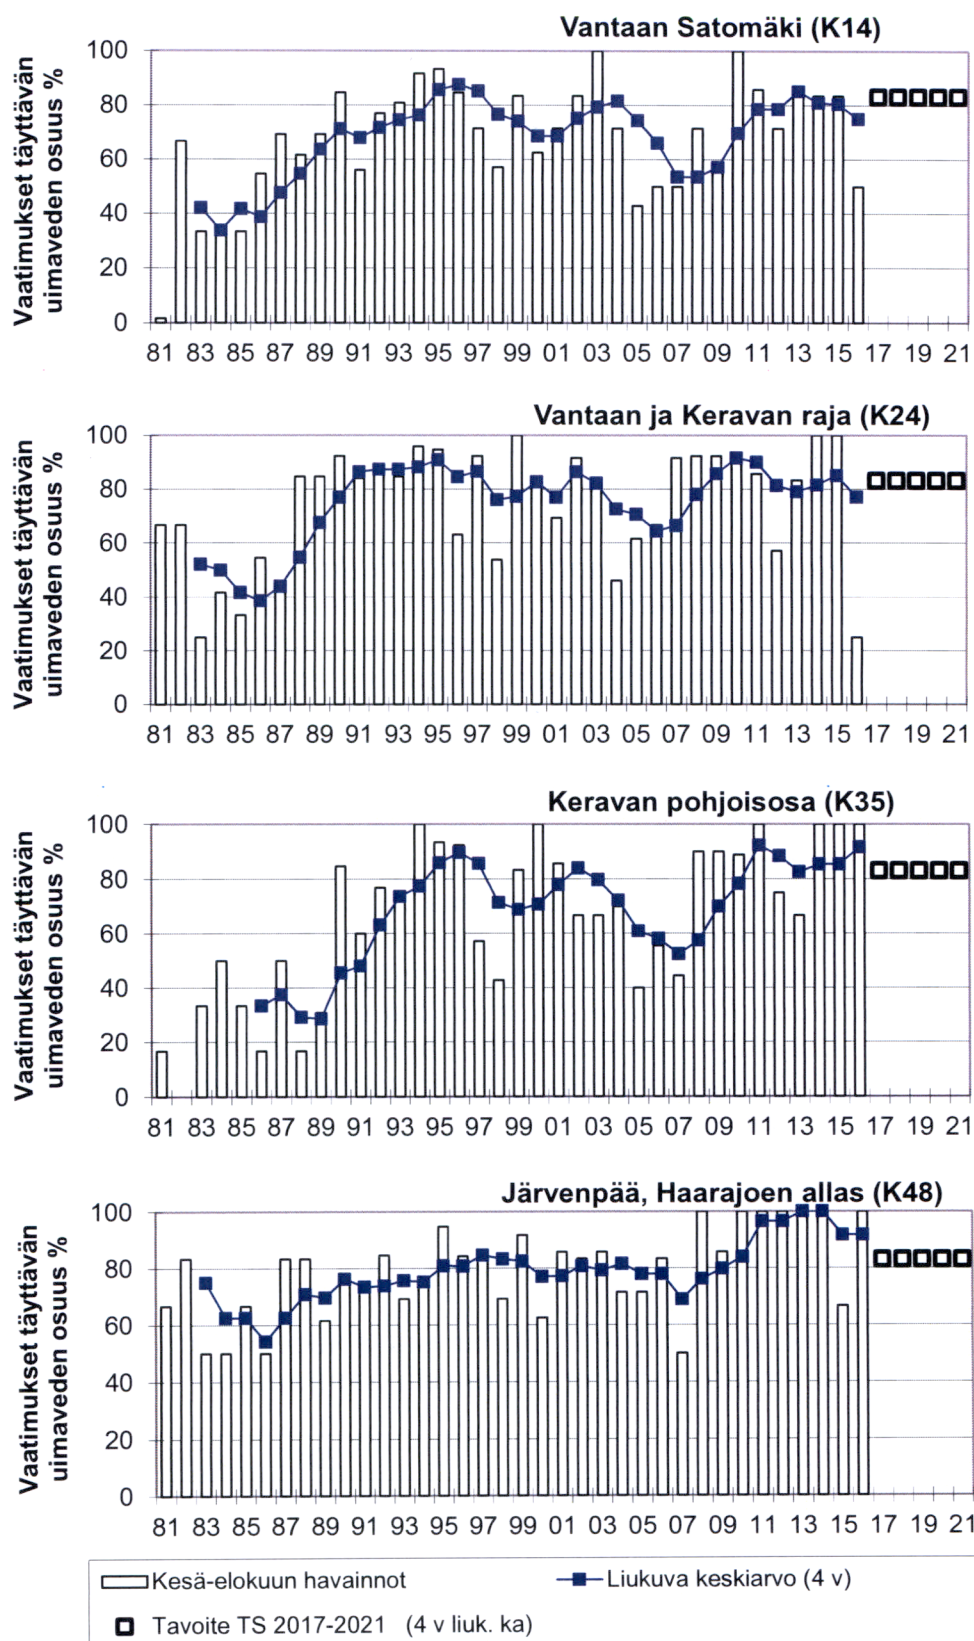 Vantaan Satomäki (K14)
Vaatimukset täyttävän
uimaveden osuus %
100
80
60
40
20
0
81 83 85 87 89 91 93 95 97 99 01 03 05 07 09 11 13 15 17 19 21
Vantaan ja Keravan raja (K24)
Vaatimukset täyttävän
uimaveden osuus %
100
80
60
40
20
0
81 83 85 87 89 91 93 95 97 99 01 03 05 07 09 11 13 15 17 19 21
Keravan pohjoisosa (K35)
Vaatimukset täyttävän
uimaveden osuus %
100
80
60
40
20
0
81 83 85 87 89 91 93 95 97 99 01 03 05 07 09 11 13 15 17 19 21
Järvenpää, Haarajoen allas (K48)
Vaatimukset täyttävän
uimaveden osuus %
100
80
60
40
20
0
81 83 85 87 89 91 93 95 97 99 01 03 05 07 09 11 13 15 17 19 21
Kesä-elokuun havainnot
Liukuva keskiarvo (4 v)
Tavoite TS 2017-2021 (4 v liuk. ka)